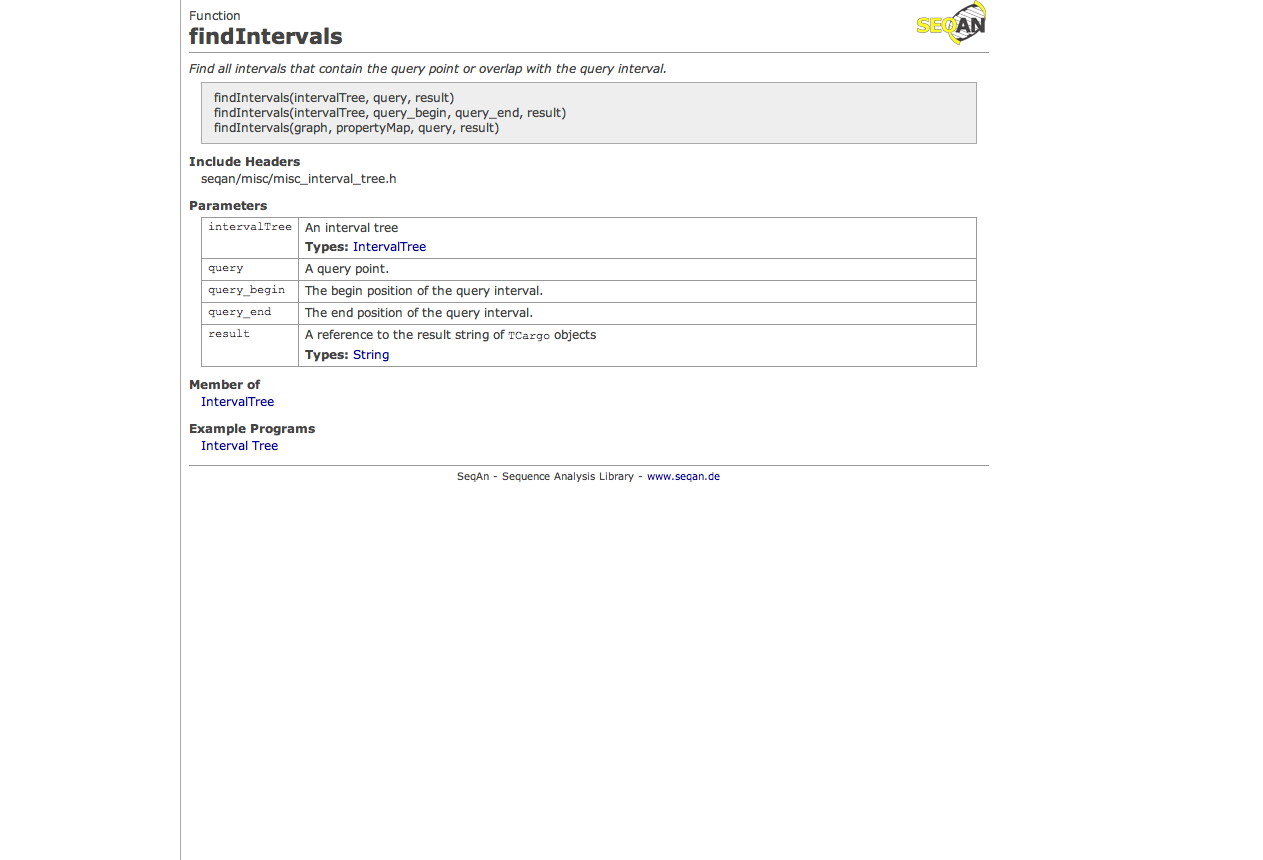 Function
SEQAN
findIntervals
Find all intervals that contain the query point or overlap with the query interval.
findIntervals(intervalTree, query, result)
findIntervals(intervalTree, query_begin, query_end, result)
findIntervals(graph, propertyMap, query, result)
Include Headers
seqan/misc/misc_interval_tree.h
Parameters
intervalTree An interval tree
Types: IntervalTree
query A query point.
query_begin The begin position of the query interval.
query_end The end position of the query interval.
result A reference to the result string of TCargo objects
Types: String
Member of
IntervalTree
Example Programs
Interval Tree
SeqAn - Sequence Analysis Library - www.seqan.de